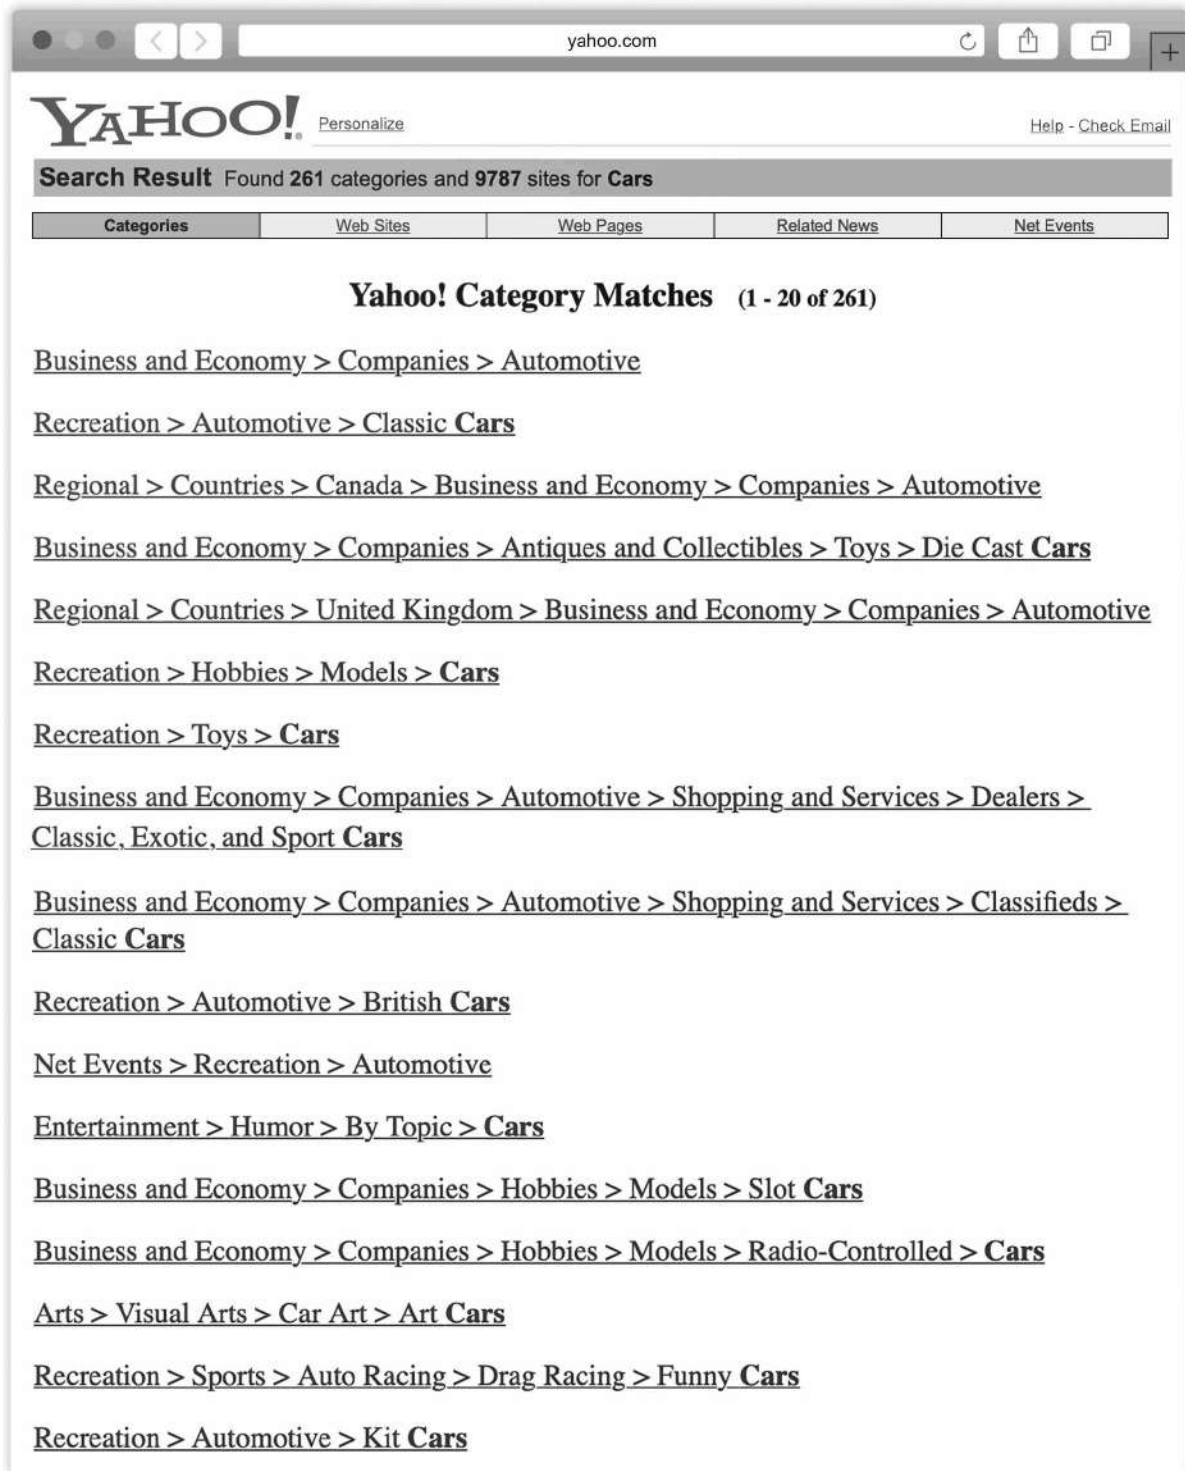 yahoo.com
YAHOO! Personalize Help - Check Email
Search Result Found 261 categories and 9787 sites for Cars
Categories Web Sites Web Pages Related News Net Events
Yahoo! Category Matches (1 - 20 of 261)
Business and Economy > Companies > Automotive
Recreation > Automotive > Classic Cars
Regional > Countries > Canada > Business and Economy > Companies > Automotive
Business and Economy > Companies > Antiques and Collectibles > Toys > Die Cast Cars
Regional > Countries > United Kingdom > Business and Economy > Companies > Automotive
Recreation > Hobbies > Models > Cars
Recreation > Toys > Cars
Business and Economy > Companies > Automotive > Shopping and Services > Dealers >
Classic, Exotic, and Sport Cars
Business and Economy > Companies > Automotive > Shopping and Services > Classifieds >
Classic Cars
Recreation > Automotive > British Cars
Net Events > Recreation > Automotive
Entertainment > Humor > By Topic > Cars
Business and Economy > Companies > Hobbies > Models > Slot Cars
Business and Economy > Companies > Hobbies > Models > Radio-Controlled > Cars
Arts > Visual Arts > Car Art > Art Cars
Recreation > Sports > Auto Racing > Drag Racing > Funny Cars
Recreation > Automotive > Kit Cars